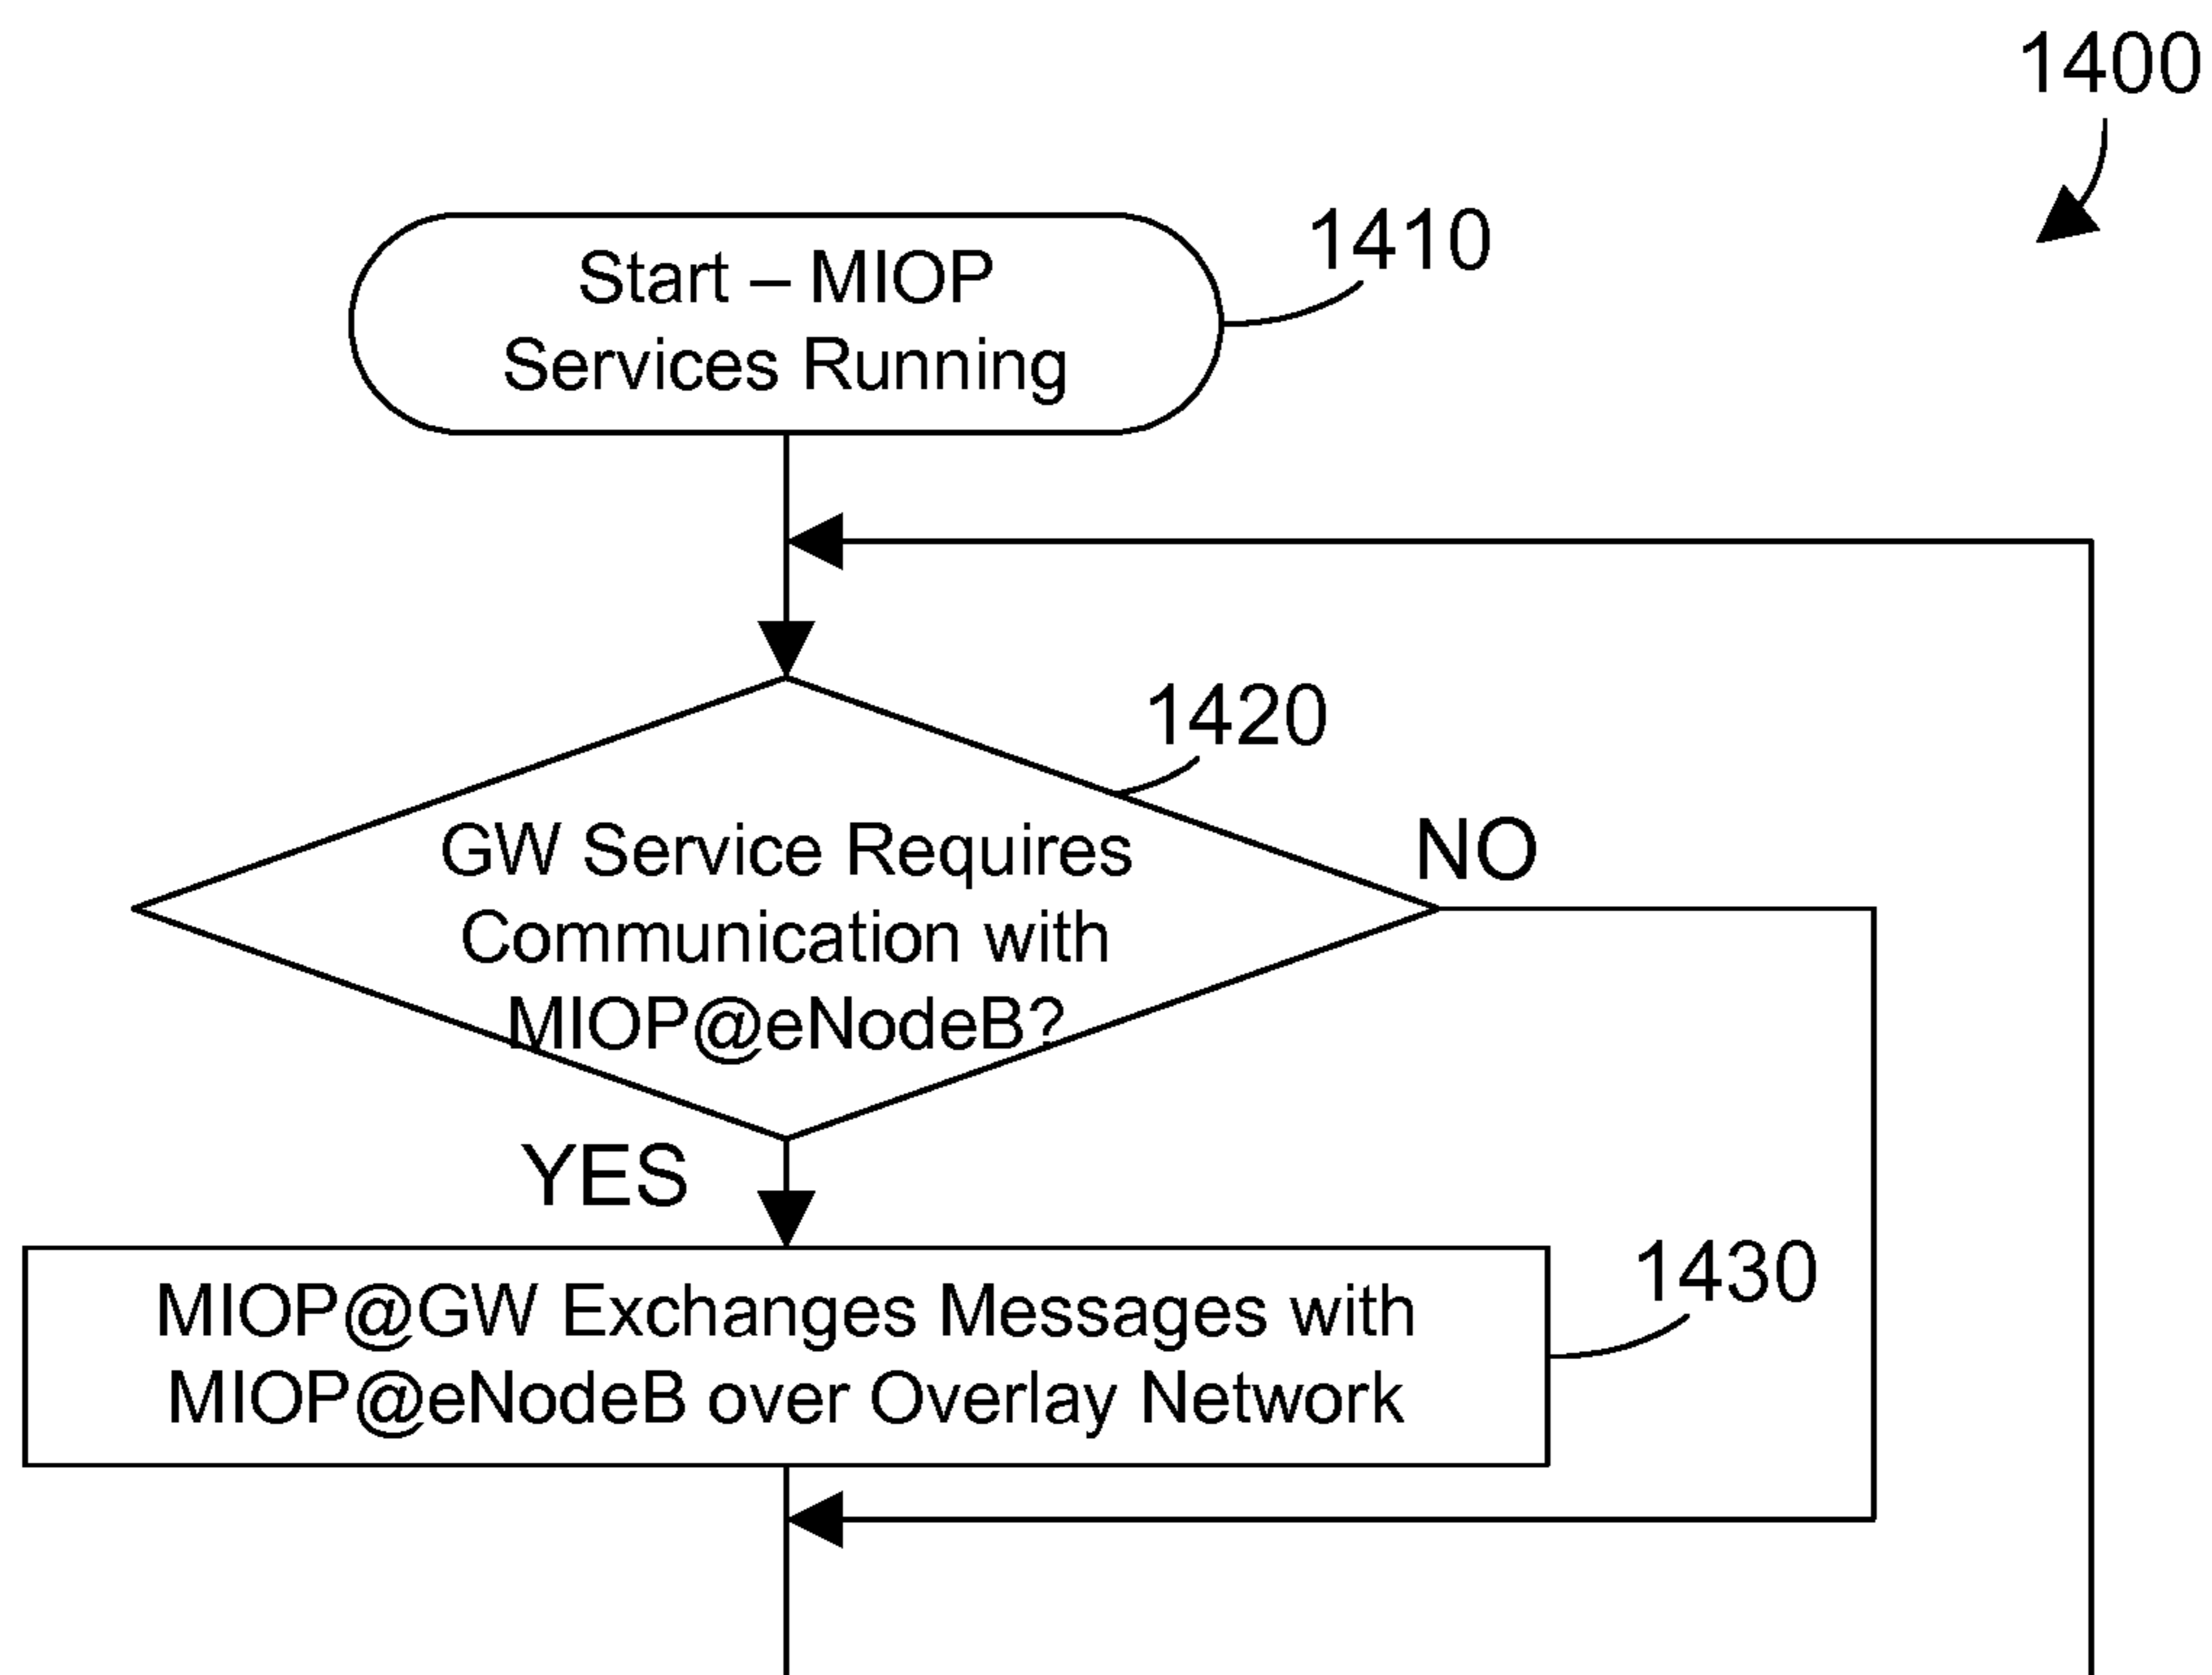 1400
1410
Start – MIOP
Services Running
1420
GW Service Requires
Communication with
MIOP@eNodeB?
NO
YES
1430
MIOP@GW Exchanges Messages with
MIOP@eNodeB over Overlay Network